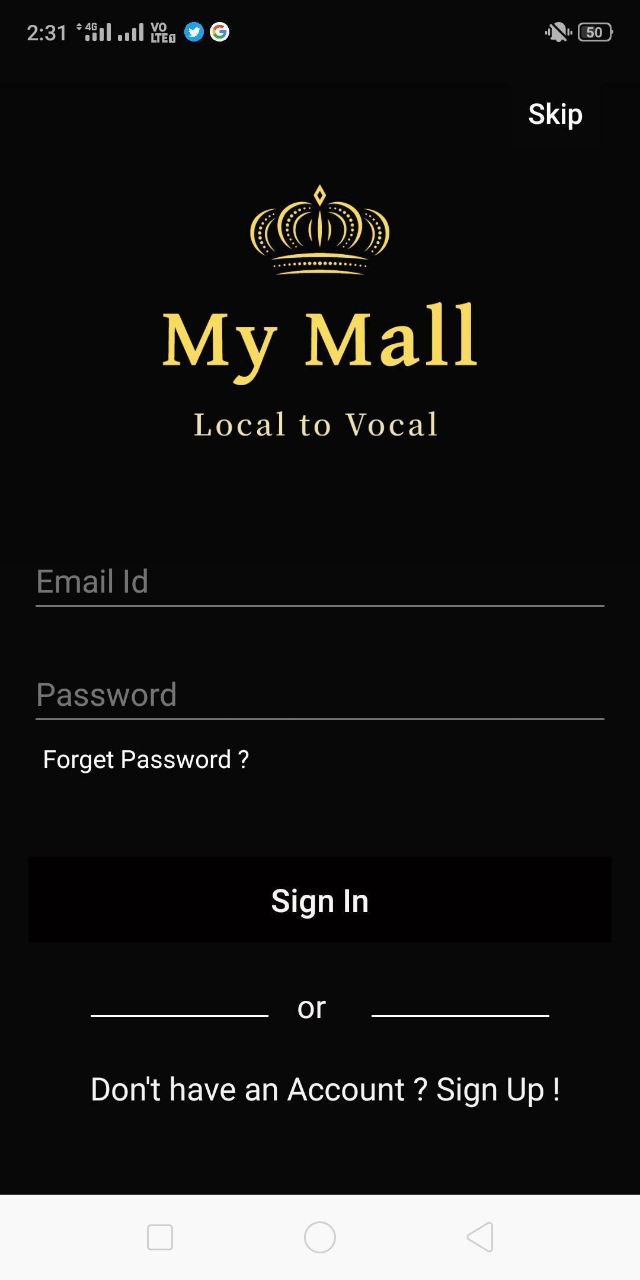 2:31 4G VO LTE 50
Skip
My Mall
Local to Vocal
Email Id
Password
Forget Password ?
Sign In
or
Don't have an Account ? Sign Up !